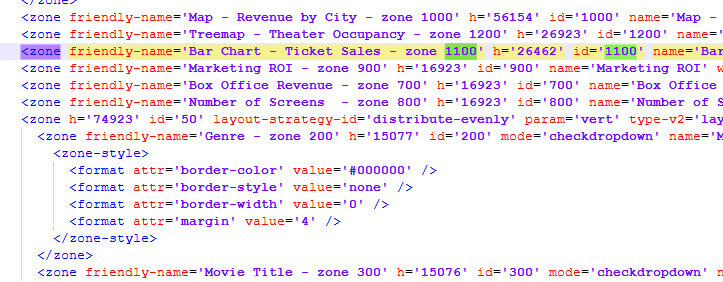 </zone>
<zone friendly-name='Map - Revenue by City - zone 1000' h='56154' id='1000' name='Map -
<zone friendly-name='Treemap - Theater Occupancy - zone 1200' h='26923' id='1200' name='
<zone friendly-name='Bar Chart - Ticket Sales - zone 1100' h='26462' id='1100' name='Bar
<zone friendly-name='Marketing ROI - zone 900' h='16923' id='900' name='Marketing ROI' w
<zone friendly-name='Box Office Revenue - zone 700' h='16923' id='700' name='Box Office
<zone friendly-name='Number of Screens  - zone 800' h='16923' id='800' name='Number of S
<zone h='74923' id='50' layout-strategy-id='distribute-evenly' param='vert' type-v2='lay
<zone friendly-name='Genre - zone 200' h='15077' id='200' mode='checkdropdown' name='M
<zone-style>
<format attr='border-color' value='#000000' />
<format attr='border-style' value='none' />
<format attr='border-width' value='0' />
<format attr='margin' value='4' />
</zone-style>
</zone>
<zone friendly-name='Movie Title - zone 300' h='15076' id='300' mode='checkdropdown' n